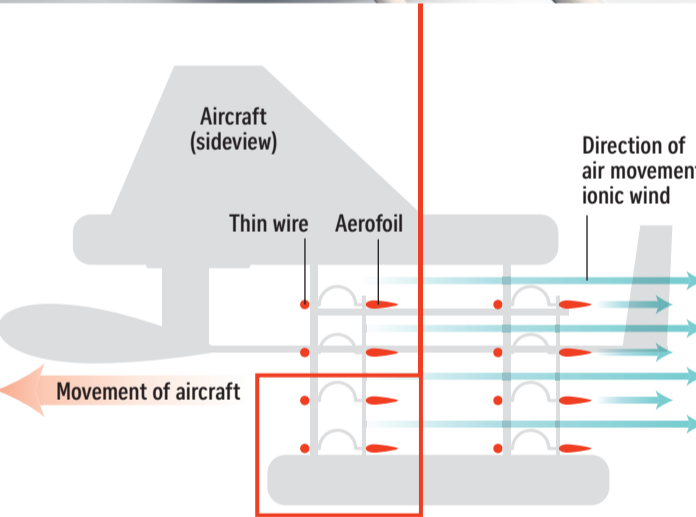 Aircraft
(sideview)
Direction of
air movement
ionic wind
Thin wire
Aerofoil
Movement of aircraft